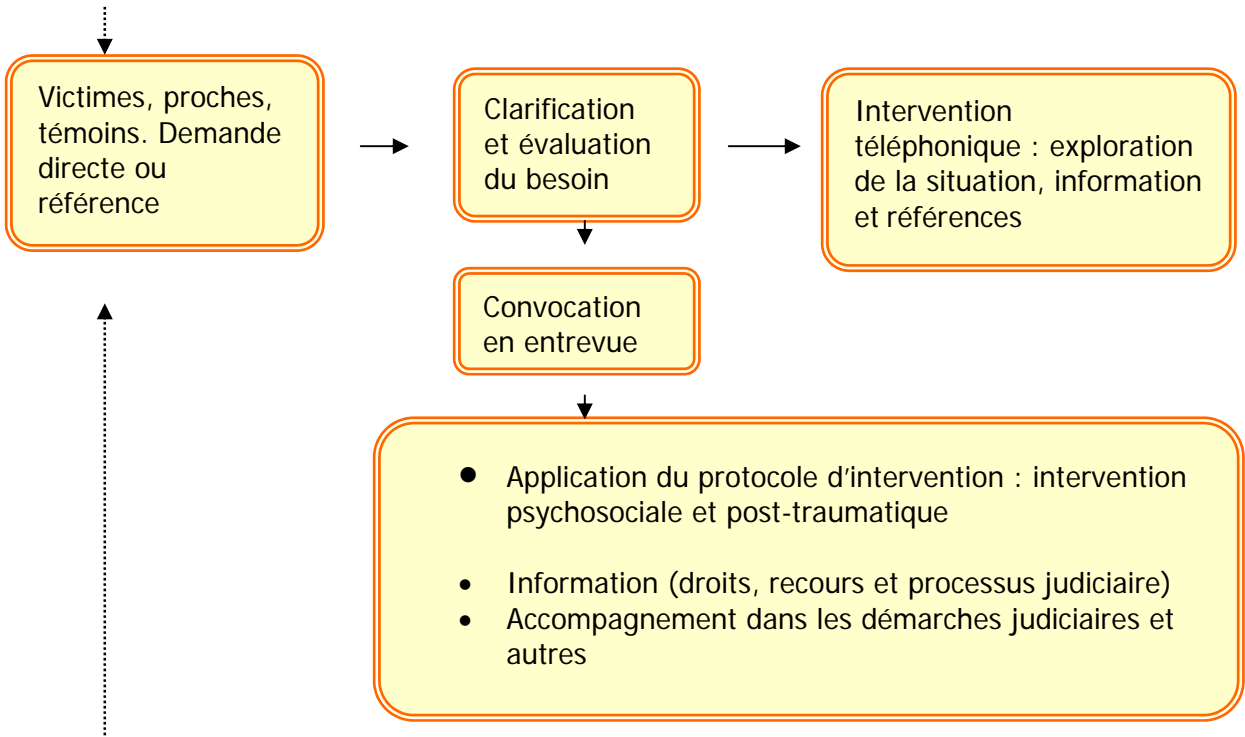 Victimes, proches,
témoins. Demande
directe ou
référence
Clarification
et évaluation
du besoin
Intervention
téléphonique : exploration
de la situation, information
et références
Convocation
en entrevue
• Application du protocole d'intervention : intervention
psychosociale et post-traumatique
• Information (droits, recours et processus judiciaire)
• Accompagnement dans les démarches judiciaires et
autres